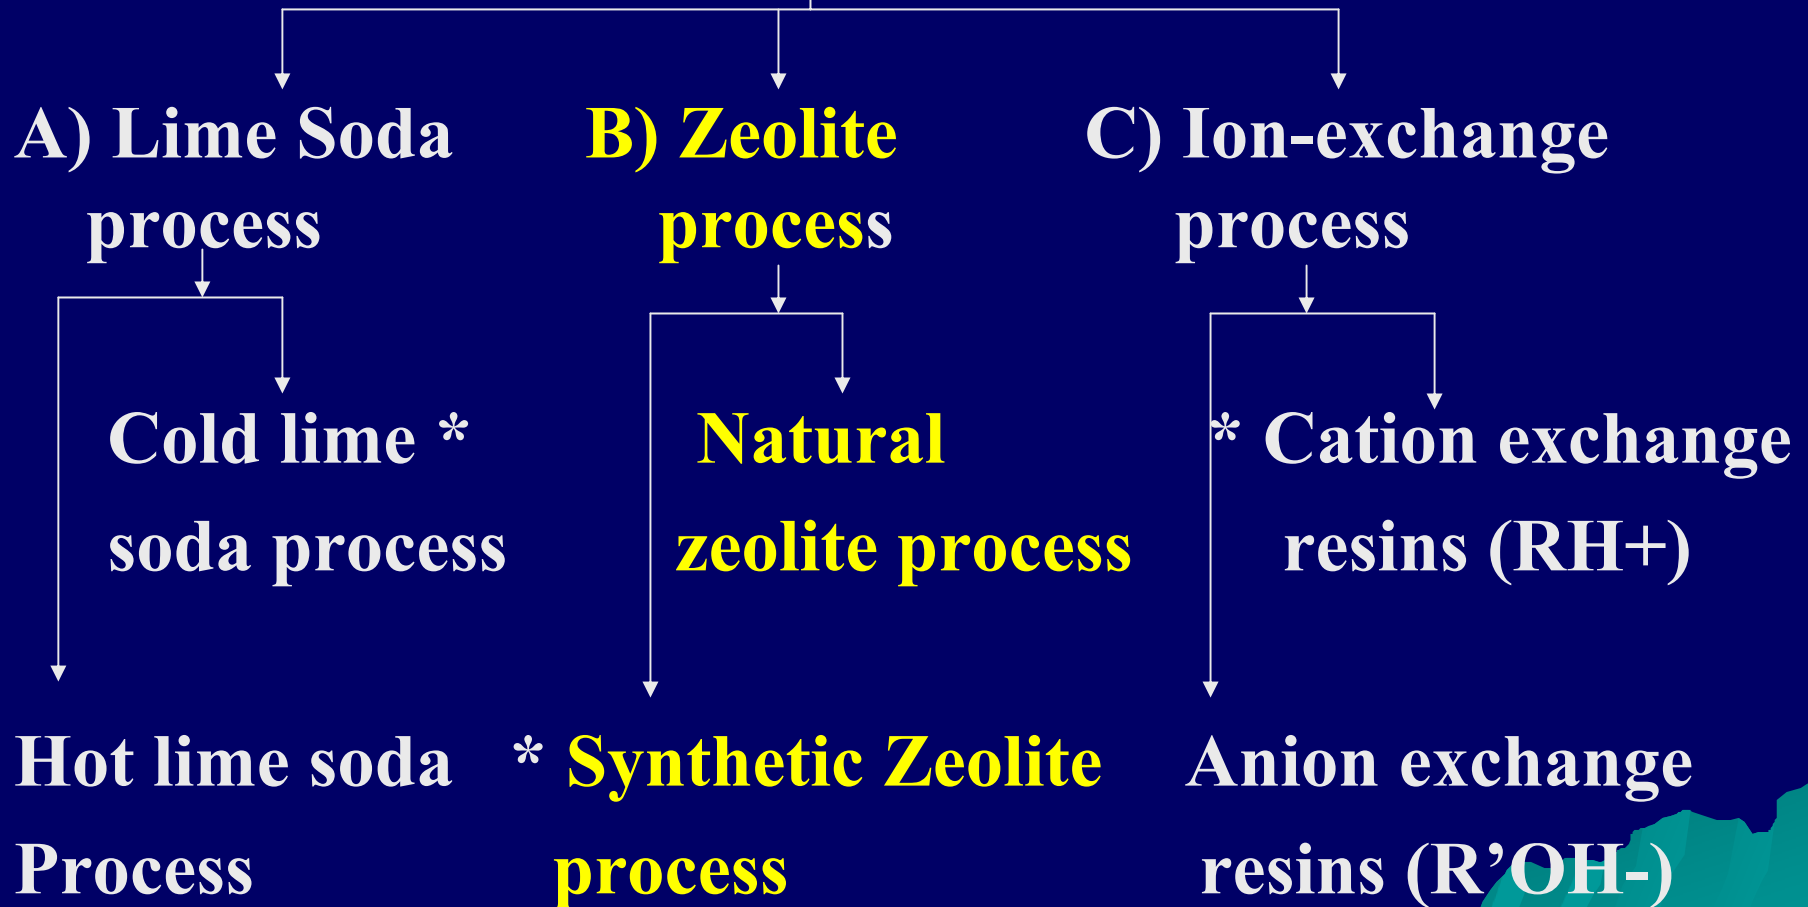 A) Lime Soda
process
B) Zeolite
process
C) Ion-exchange
process
Cold lime *
soda process
Natural
zeolite process
* Cation exchange
resins (RH+)
Hot lime soda
Process
* Synthetic Zeolite
process
Anion exchange
resins (R’OH-)